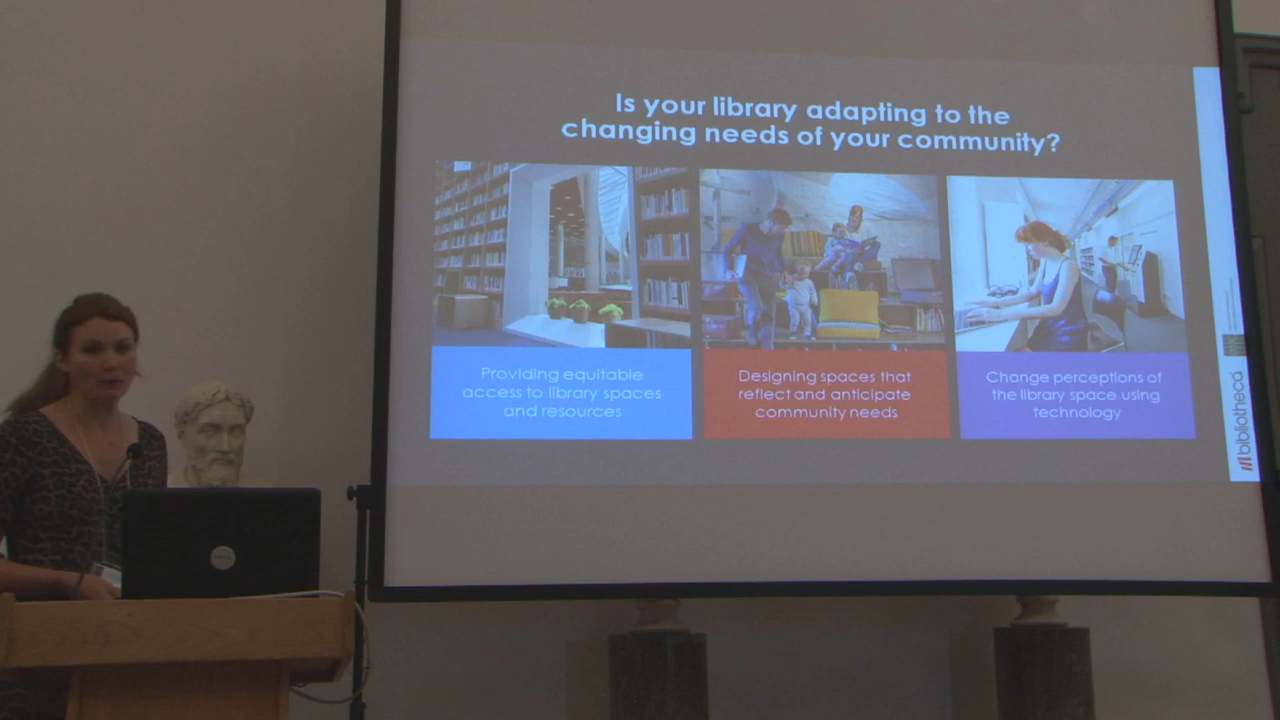 Is your library adapting to the
changing needs of your community?
Providing equitable
access to library spaces
and resources
Designing spaces that
reflect and anticipate
community needs
Change perceptions of
the library space using
technology
bibliotheca